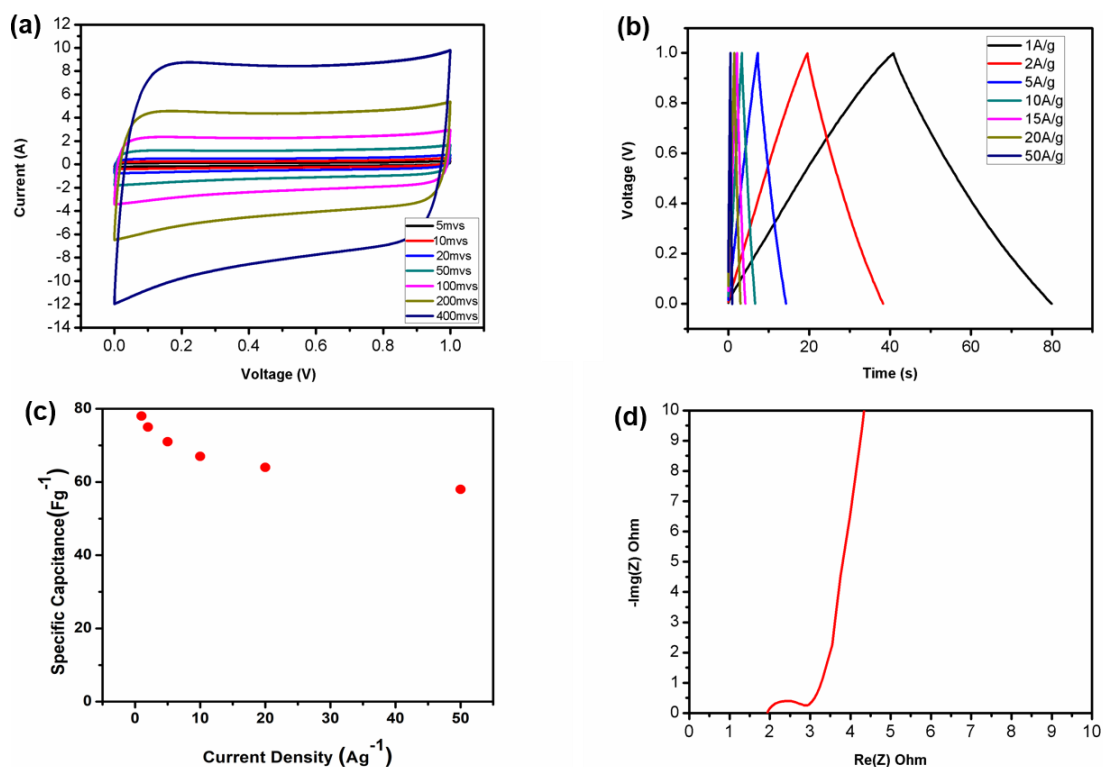 (a)
12
10
8
6
4
2
0
-2
-4
-6
-8
-10
-12
-14
Current (A)
0.0 0.2 0.4 0.6 0.8 1.0
Voltage (V)
5mvs
10mvs
20mvs
50mvs
100mvs
200mvs
400mvs
(b)
1.0
0.8
0.6
0.4
0.2
0.0
Voltage (V)
0 20 40 60 80
Time (s)
1A/g
2A/g
5A/g
10A/g
15A/g
20A/g
50A/g
(c)
80
60
40
20
0
Specific Capcitance(Fg⁻¹)
0 10 20 30 40 50
Current Density (Ag⁻¹)
(d)
10
9
8
7
6
5
4
3
2
1
0
-Img(Z) Ohm
0 1 2 3 4 5 6 7 8 9 10
Re(Z) Ohm